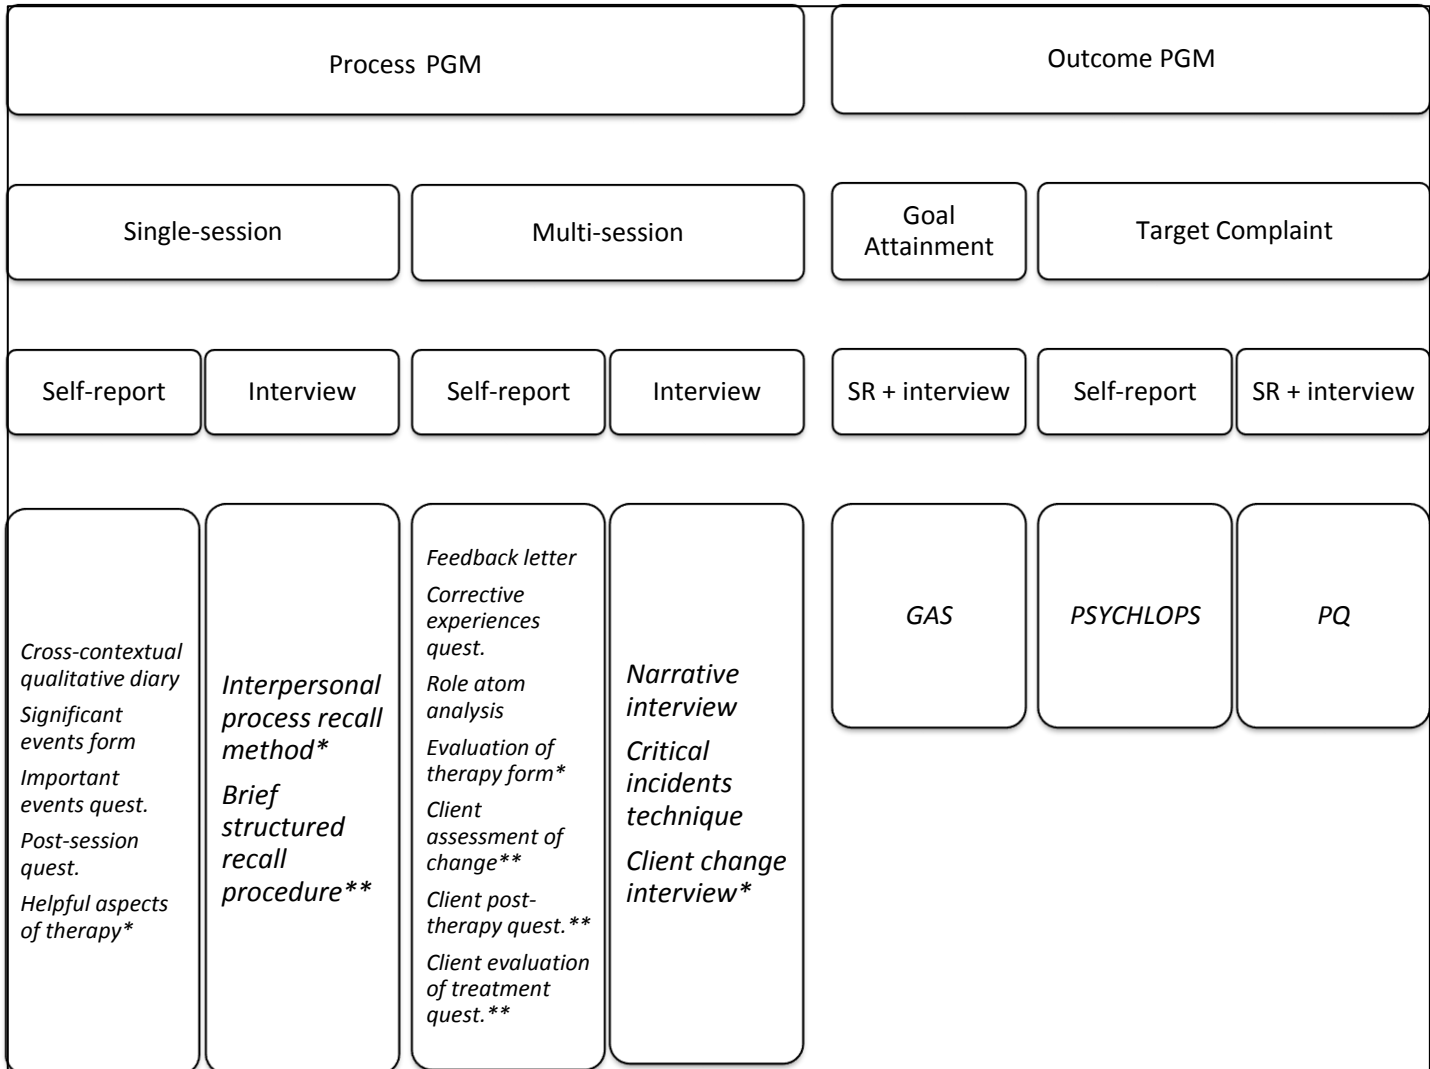 Process PGM
Outcome PGM
Single-session
Multi-session
Goal
Attainment
Target Complaint
Self-report
Interview
Self-report
Interview
SR + interview
Self-report
SR + interview
Cross-contextual
qualitative diary
Significant
events form
Important
events quest.
Post-session
quest.
Helpful aspects
of therapy*
Interpersonal
process recall
method*
Brief
structured
recall
procedure**
Feedback letter
Corrective
experiences
quest.
Role atom
analysis
Evaluation of
therapy form*
Client
assessment of
change**
Client post-
therapy quest.**
Client evaluation
of treatment
quest.**
Narrative
interview
Critical
incidents
technique
Client change
interview*
GAS
PSYCHLOPS
PQ